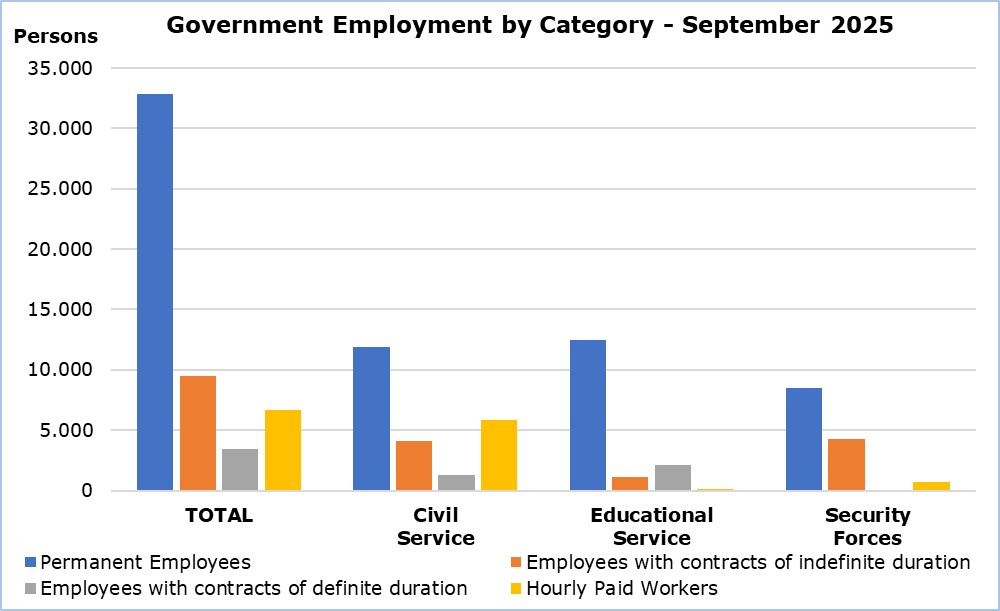 Government Employment by Category - September 2025
Persons
35.000
30.000
25.000
20.000
15.000
10.000
5.000
0
TOTAL
Civil
Service
Educational
Service
Security
Forces
Permanent Employees
Employees with contracts of indefinite duration
Employees with contracts of definite duration
Hourly Paid Workers